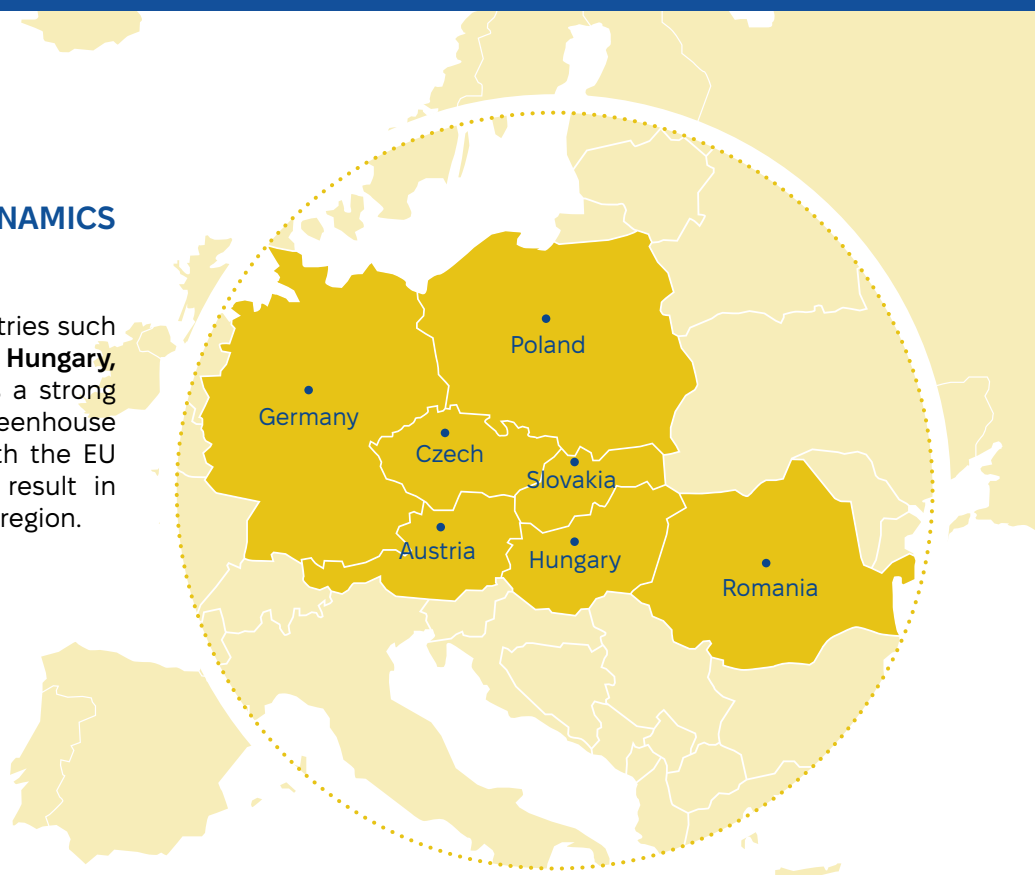 NAMICS
tries such
Hungary,
a strong
eenhouse
th the EU
result in
region.
Poland
Germany
Czech
Slovakia
Austria
Hungary
Romania